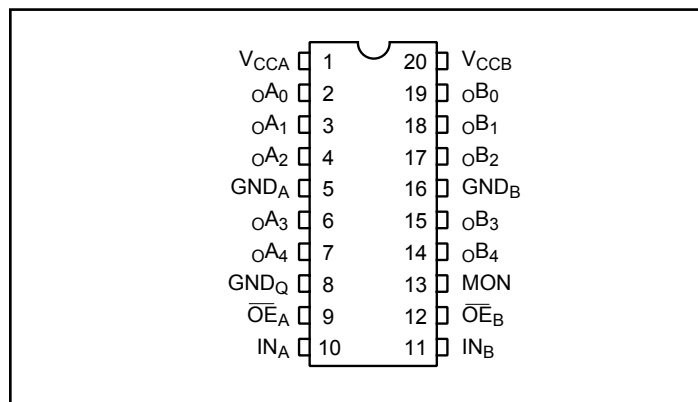 VCCA 1 20 VCCB
OA0 2 19 OB0
OA1 3 18 OB1
OA2 4 17 OB2
GNDA 5 16 GNDB
OA3 6 15 OB3
OA4 7 14 OB4
GNDQ 8 13 MON
O̅E̅A 9 12 O̅E̅B
INA 10 11 INB